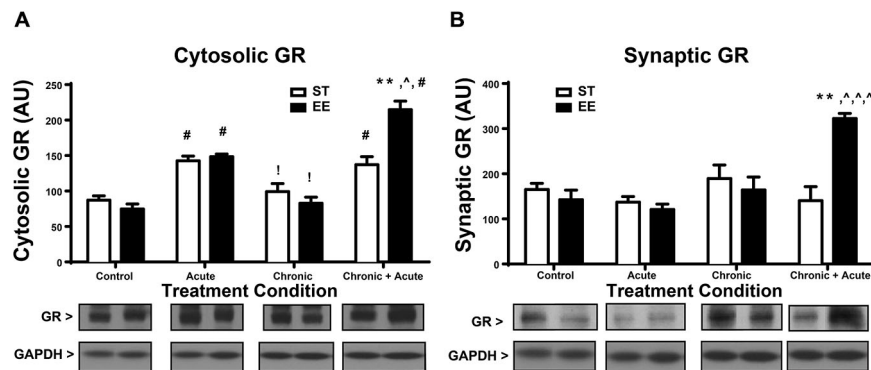 A
Cytosolic GR
Cytosolic GR (AU)
250
200
150
100
50
0
ST
EE
# # ! ! # ** ,^, #
Control Acute Chronic Chronic + Acute
Treatment Condition
GR >
GAPDH >
B
Synaptic GR
Synaptic GR (AU)
400
300
200
100
0
ST
EE
** ,^,^,^
Control Acute Chronic Chronic + Acute
Treatment Condition
GR >
GAPDH >